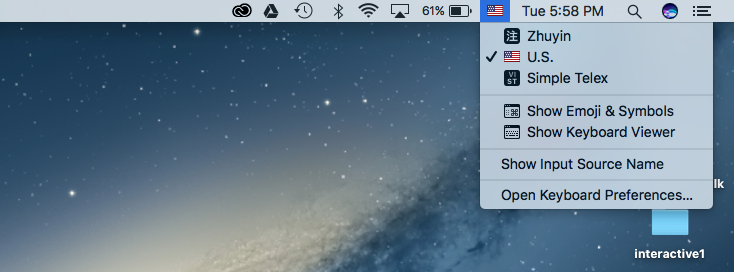 61% Tue 5:58 PM
注 Zhuyin
U.S.
VI ST Simple Telex
Show Emoji & Symbols
Show Keyboard Viewer
Show Input Source Name
lk
Open Keyboard Preferences...
interactive1